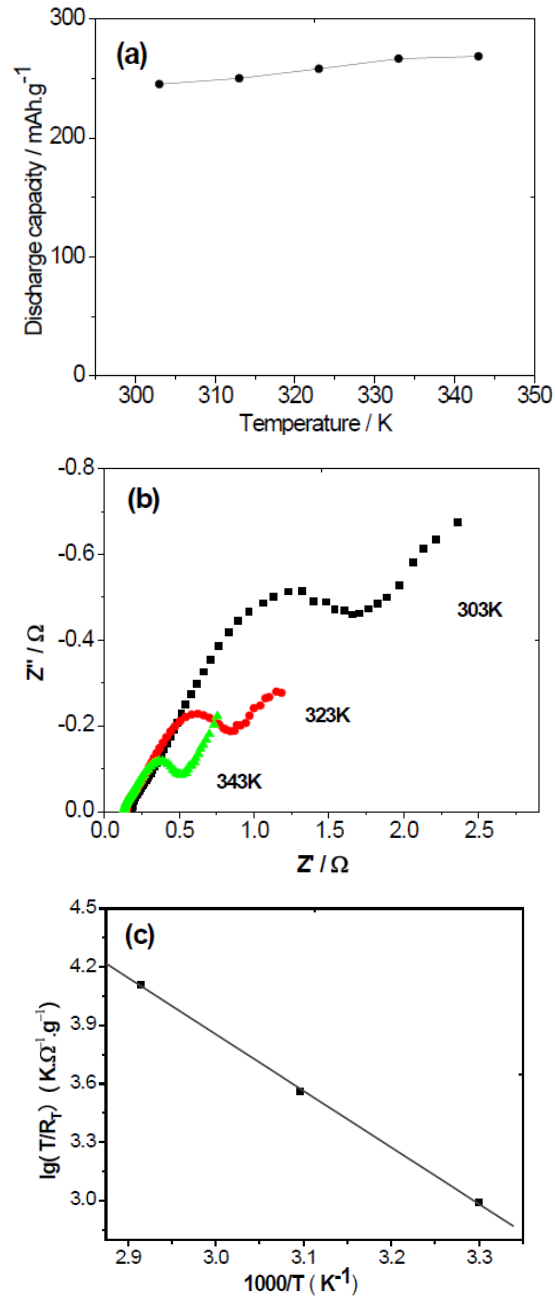 (a)
Discharge capacity / mAh.g⁻¹
300
200
100
0
300 310 320 330 340 350
Temperature / K
(b)
Z'' / Ω
-0.8
-0.6
-0.4
-0.2
0.0
303K
323K
343K
0.0 0.5 1.0 1.5 2.0 2.5
Z' / Ω
(c)
lg( T/R_T) ( K.Ω⁻¹.g⁻¹)
4.5
4.2
3.9
3.6
3.3
3.0
2.9 3.0 3.1 3.2 3.3
1000/T ( K⁻¹)